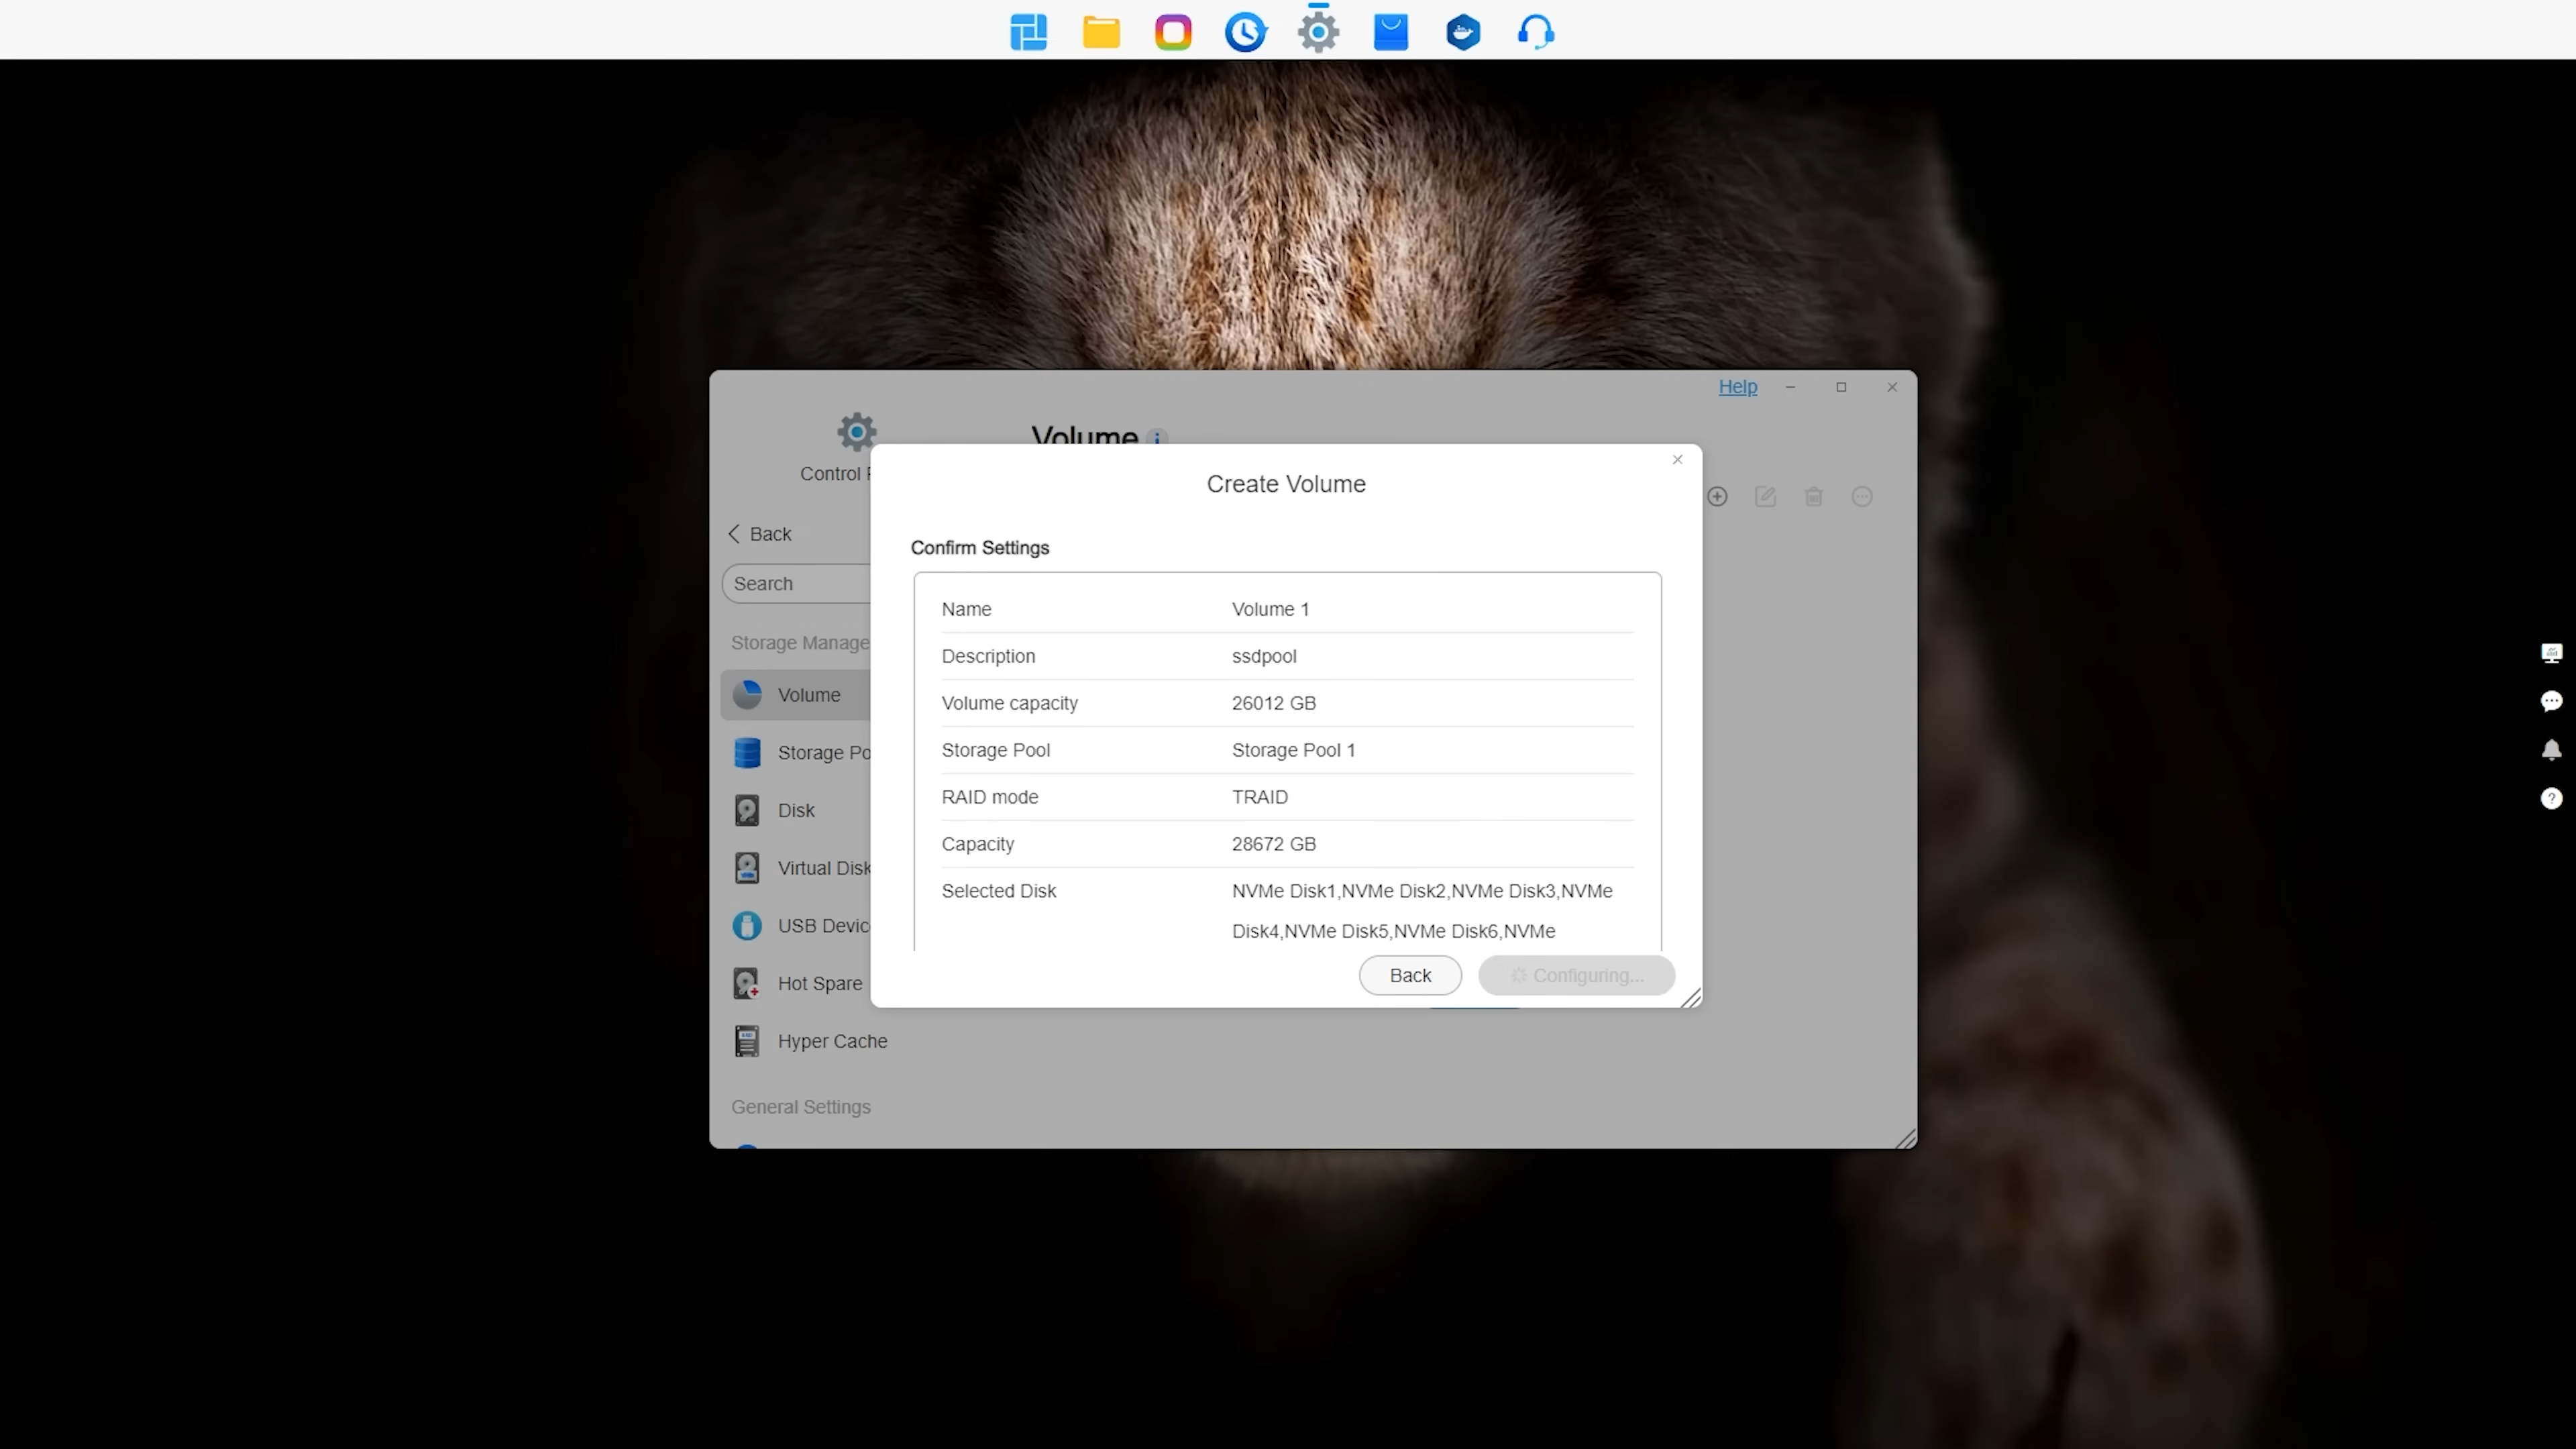 Help
Volume
Control
Back
Search
Storage Manage
Volume
Storage Po
Disk
Virtual Disk
USB Devic
Hot Spare
Hyper Cache
General Settings
Create Volume
Confirm Settings
Name Volume 1
Description ssdpool
Volume capacity 26012 GB
Storage Pool Storage Pool 1
RAID mode TRAID
Capacity 28672 GB
Selected Disk NVMe Disk1,NVMe Disk2,NVMe Disk3,NVMe
Disk4,NVMe Disk5,NVMe Disk6,NVMe
Back Configuring...